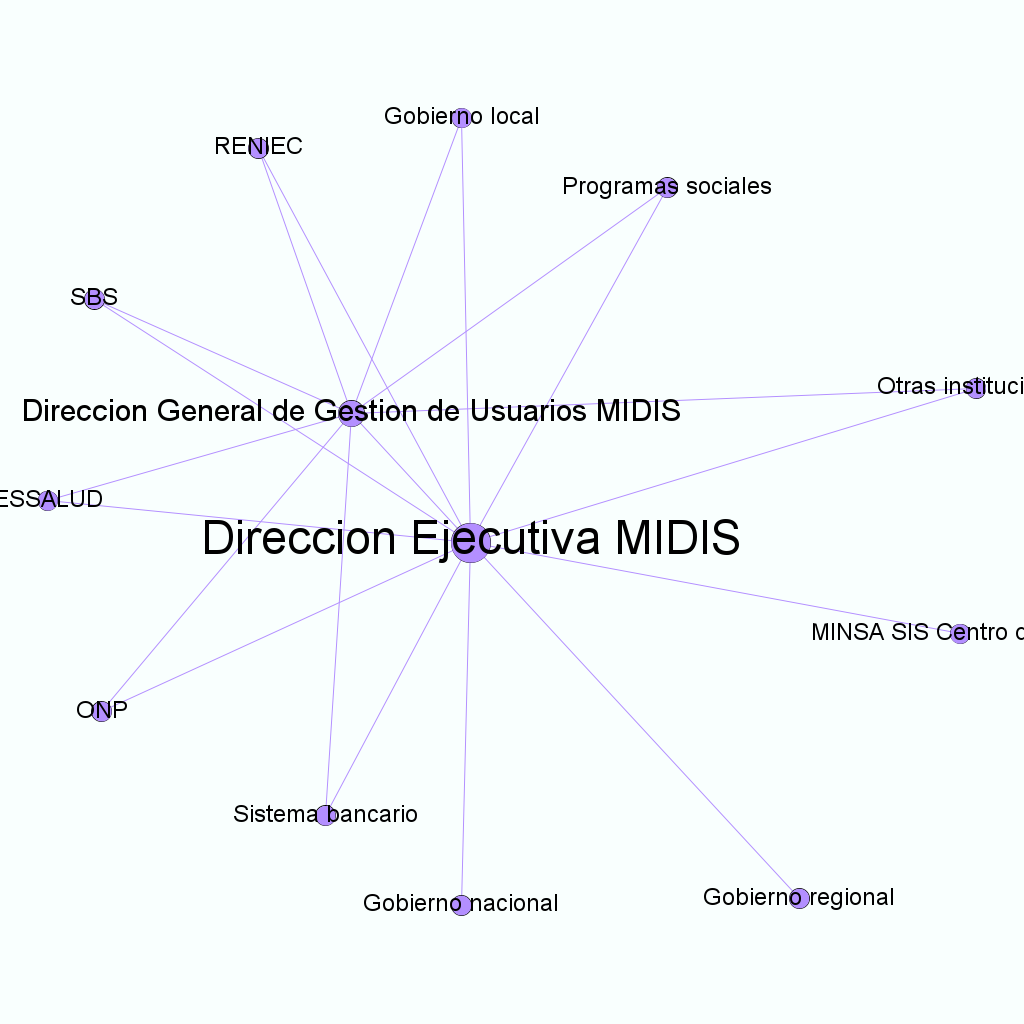 Gobierno local
RENIEC
Programas sociales
SBS
Otras instituci
Direccion General de Gestion de Usuarios MIDIS
ESSALUD
Direccion Ejecutiva MIDIS
MINSA SIS Centro
ONP
Sistema bancario
Gobierno nacional
Gobierno regional